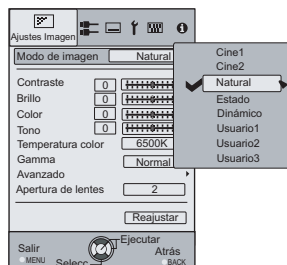 Ajustes Imagen
Modo de imagen Natural
Contraste 0
Brillo 0
Color 0
Tono 0
Temperatura color 6500K
Gamma Normal
Avanzado
Apertura de lentes 2
Reajustar
Cine1
Cine2
Natural
Estado
Dinámico
Usuario1
Usuario2
Usuario3
Salir
MENU
Selecc
Ejecutar
Atrás
BACK